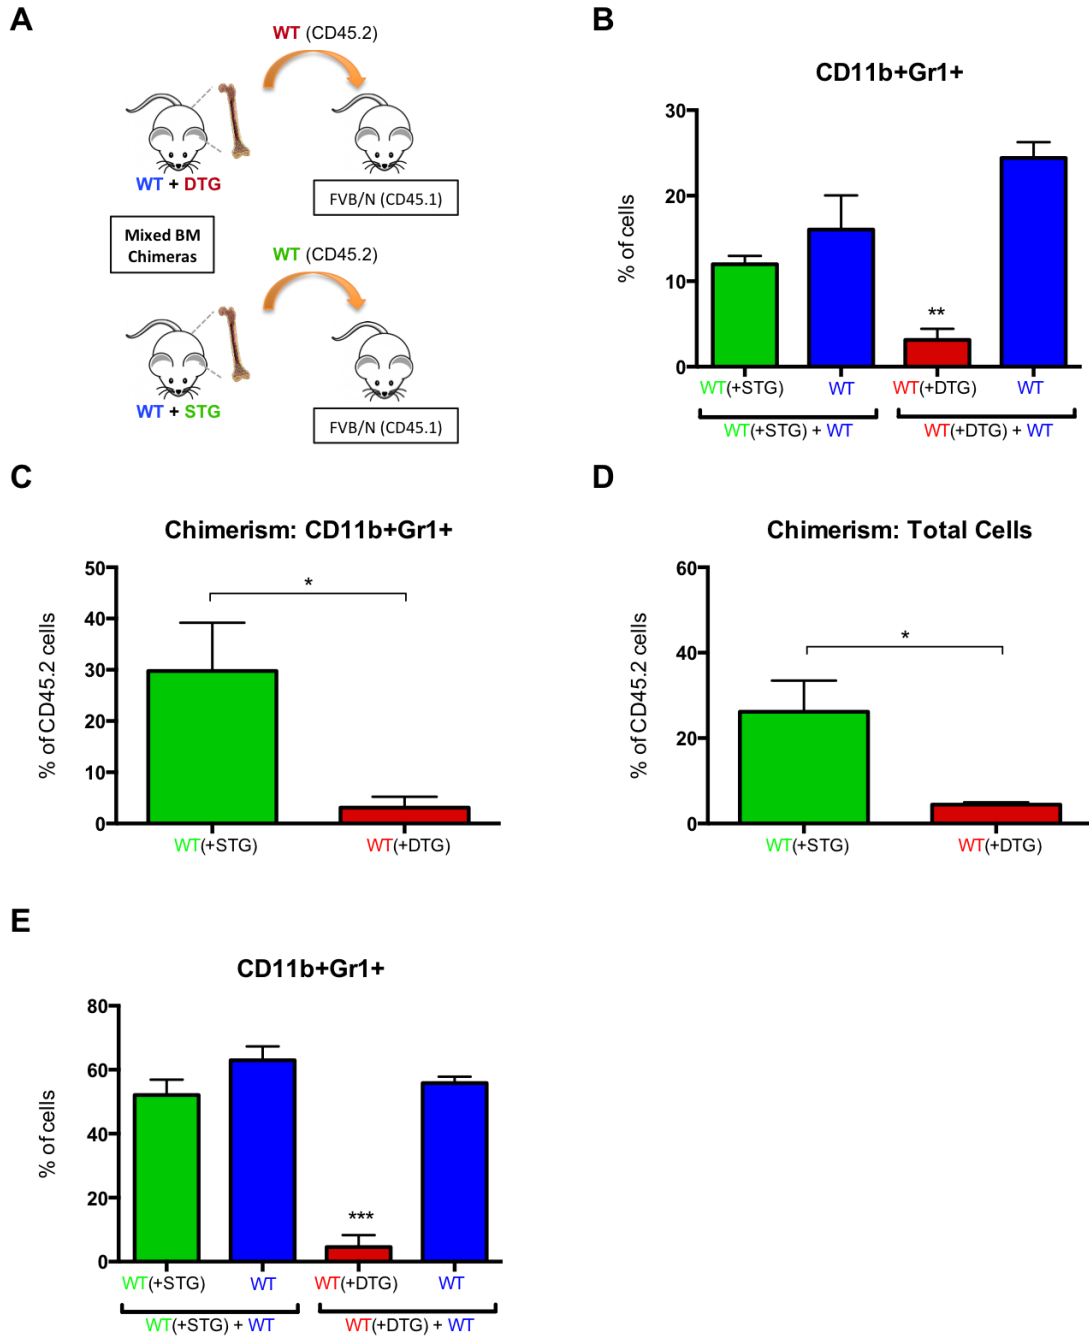 A
WT (CD45.2)
WT + DTG
FVB/N (CD45.1)
Mixed BM
Chimeras
WT (CD45.2)
WT + STG
FVB/N (CD45.1)
B
CD11b+Gr1+
% of cells
30
20
10
0
**
WT(+STG) WT WT(+DTG) WT
WT(+STG) + WT WT(+DTG) + WT
C
Chimerism: CD11b+Gr1+
% of CD45.2 cells
50
40
30
20
10
0
*
WT(+STG) WT(+DTG)
D
Chimerism: Total Cells
% of CD45.2 cells
60
40
20
0
*
WT(+STG) WT(+DTG)
E
CD11b+Gr1+
% of cells
80
60
40
20
0
***
WT(+STG) WT WT(+DTG) WT
WT(+STG) + WT WT(+DTG) + WT